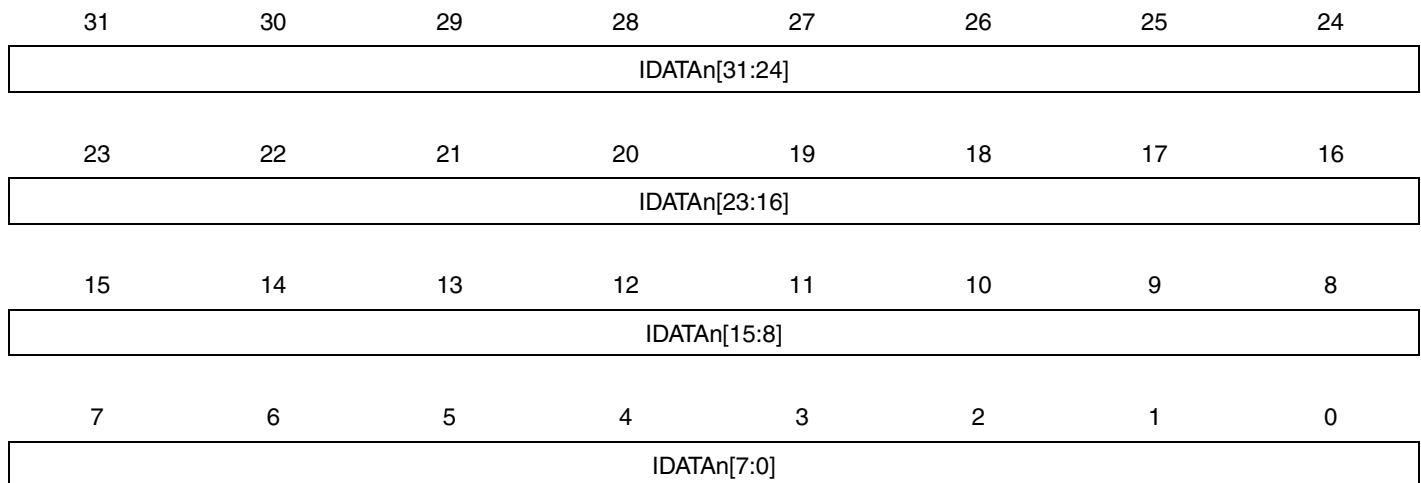 31 30 29 28 27 26 25 24
IDATAn[31:24]
23 22 21 20 19 18 17 16
IDATAn[23:16]
15 14 13 12 11 10 9 8
IDATAn[15:8]
7 6 5 4 3 2 1 0
IDATAn[7:0]